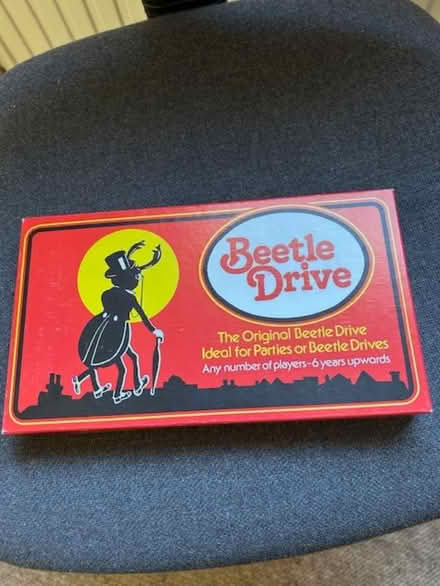 Beetle
Drive
The Original Beetle Drive
Ideal for Parties or Beetle Drives
Any number of players-6 years upwards